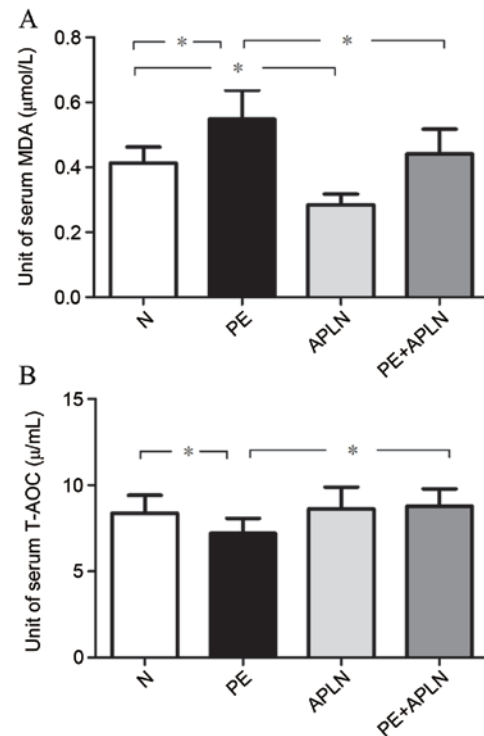 A
Unit of serum MDA (μmol/L)
0.8
0.6
0.4
0.2
0.0
*
*
*
N
PE
APLN
PE+APLN
B
Unit of serum T-AOC (μ/mL)
15
10
5
0
*
*
N
PE
APLN
PE+APLN